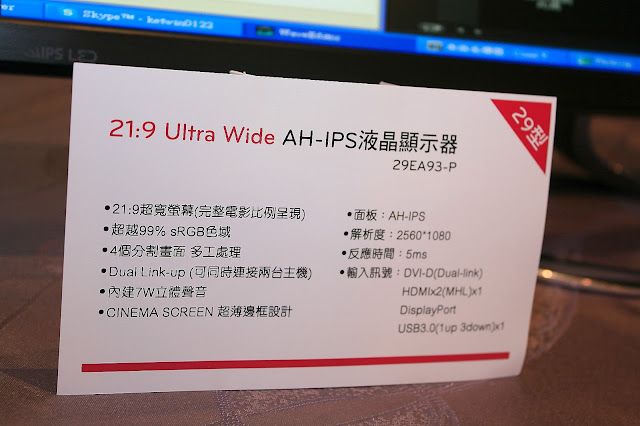 Skype™ - kevwin0122
IPS LED
29型
21:9 Ultra Wide AH-IPS液晶顯示器
29EA93-P
•21:9超寬螢幕(完整電影比例呈現)
•超越99% sRGB色域
•4個分割畫面 多工處理
•Dual Link-up (可同時連接兩台主機)
•內建7W立體聲音
•CINEMA SCREEN 超薄邊框設計
•面板：AH-IPS
•解析度：2560*1080
•反應時間：5ms
•輸入訊號：DVI-D(Dual-link)
HDMIx2(MHL)x1
DisplayPort
USB3.0(1up 3down)x1